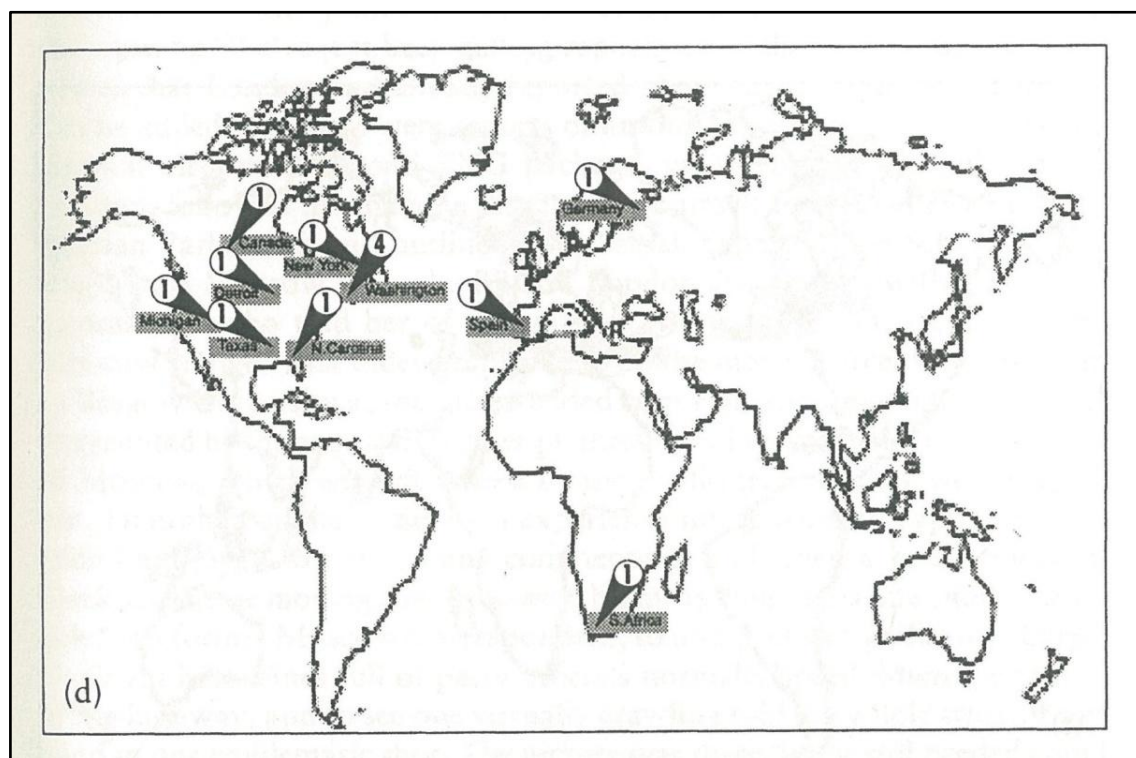 1
Germany
1
Canada
1
New York
4
Washington
1
Detroit
1
Michigan
Texas
1
N.Carolina
1
Spain
1
S.Africa
(d)